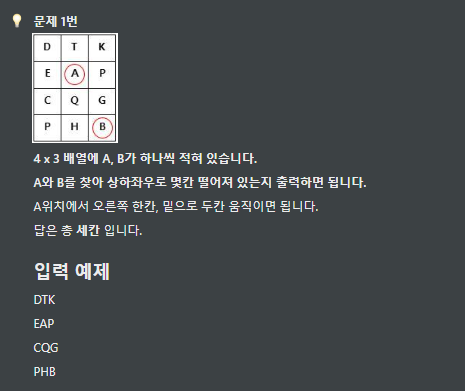 문제 1번
D T K
E A P
C Q G
P H B
4 x 3 배열에 A, B가 하나씩 적혀 있습니다.
A와 B를 찾아 상하좌우로 몇칸 떨어져 있는지 출력하면 됩니다.
A위치에서 오른쪽 한칸, 밑으로 두칸 움직이면 됩니다.
답은 총 세칸 입니다.
입력 예제
DTK
EAP
CQG
PHB